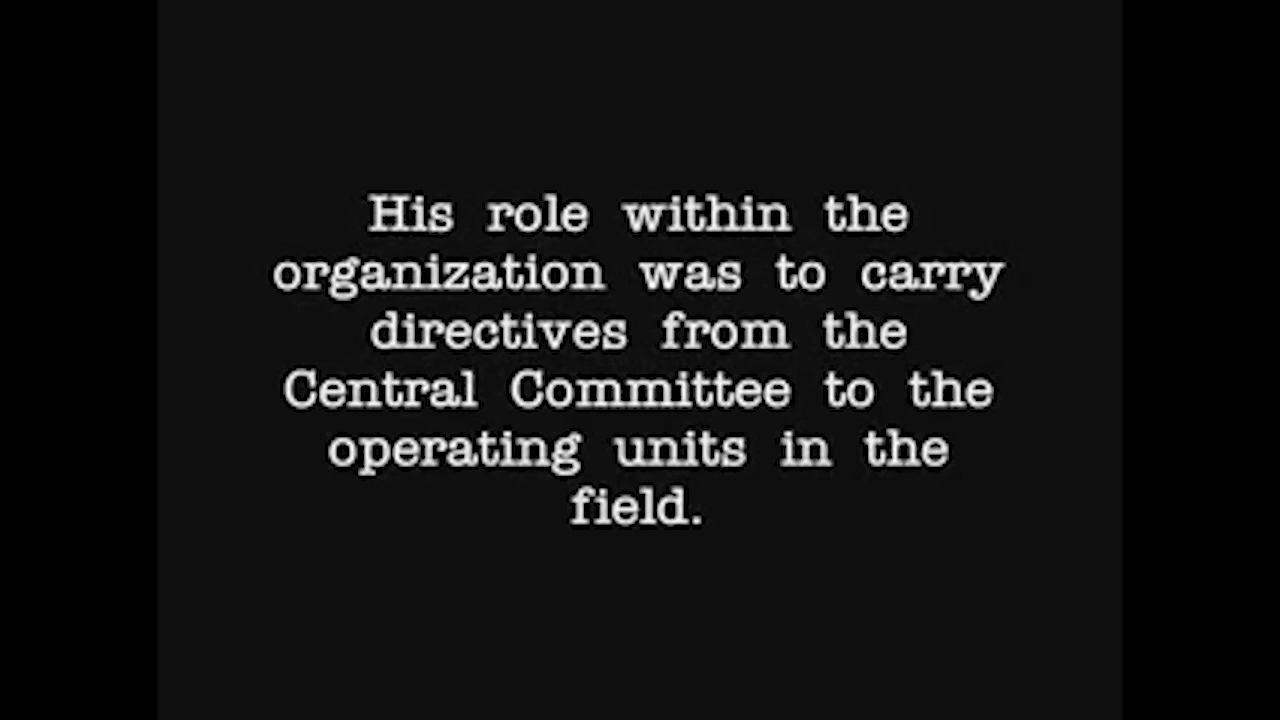 His role within the
organization was to carry
directives from the
Central Committee to the
operating units in the
field.